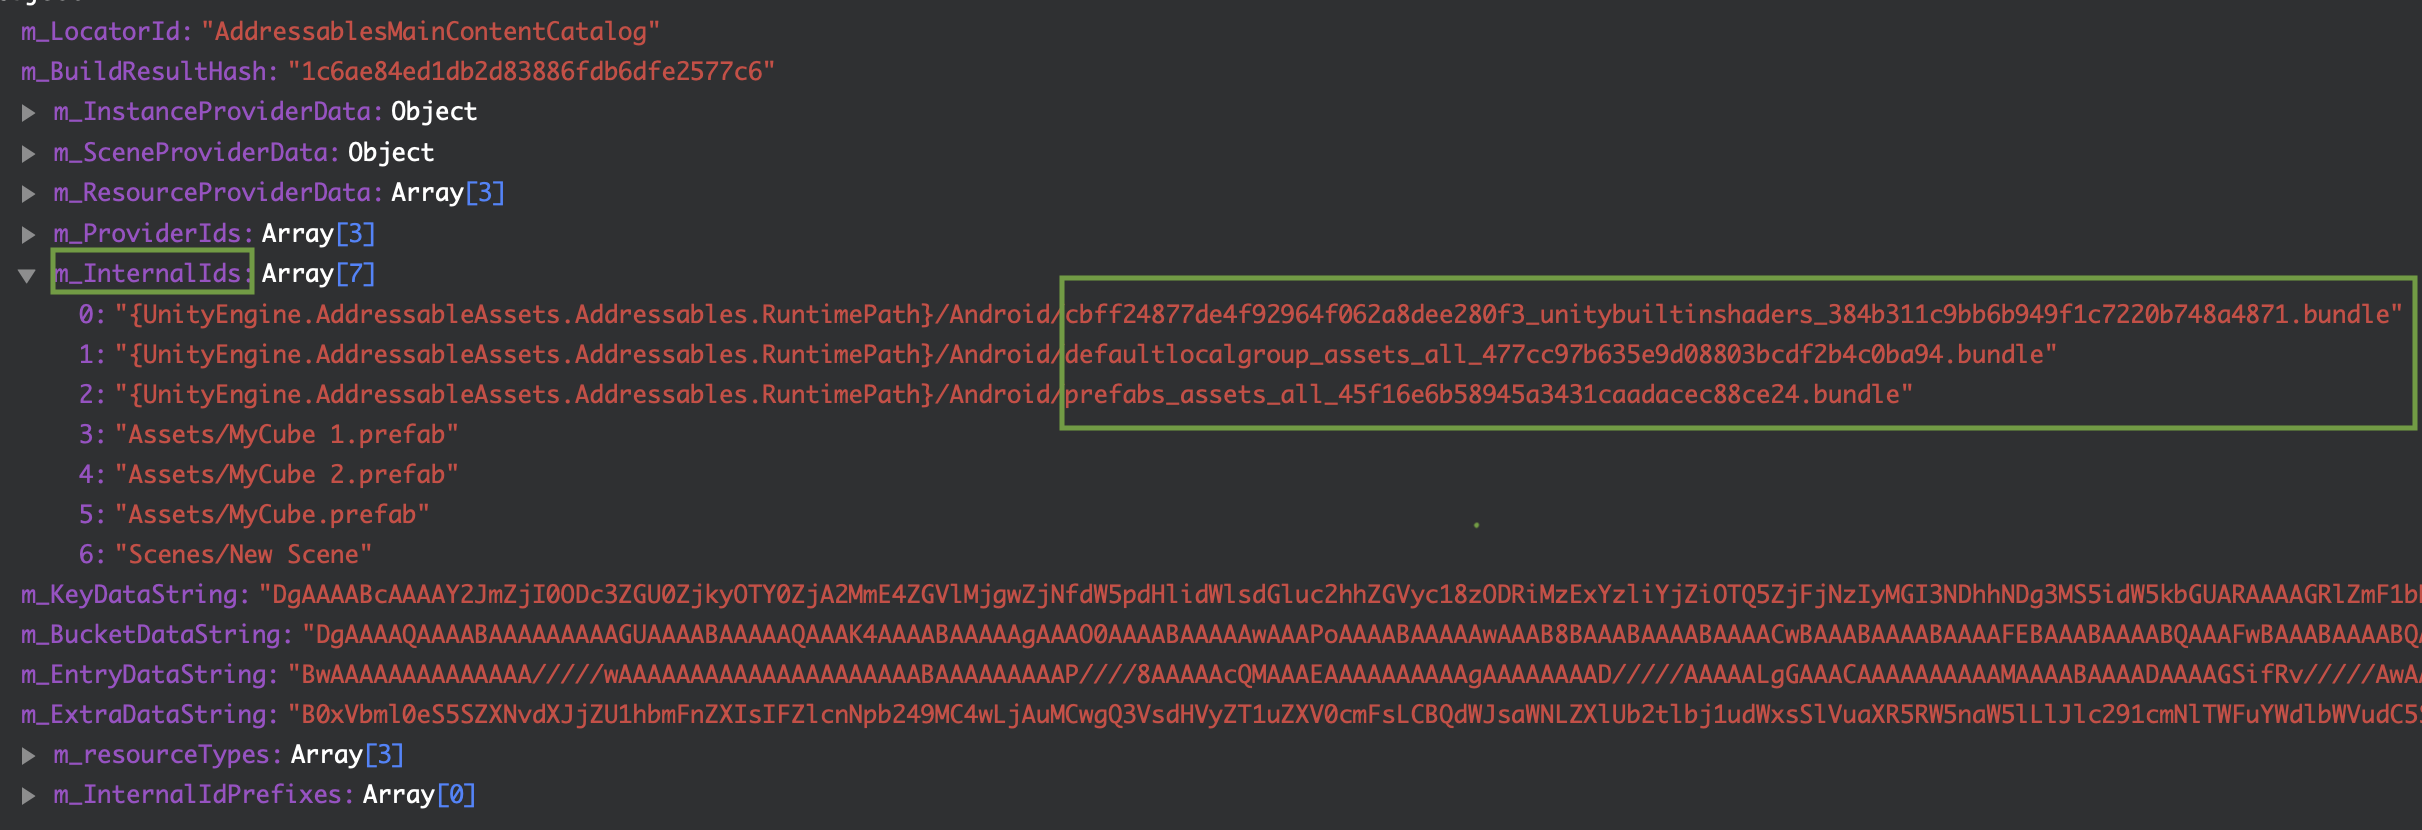 m_LocatorId: "AddressablesMainContentCatalog"
m_BuildResultHash: "1c6ae84ed1db2d83886fdb6dfe2577c6"
m_InstanceProviderData: Object
m_SceneProviderData: Object
m_ResourceProviderData: Array[3]
m_ProviderIds: Array[3]
m_InternalIds: Array[7]
0: "{UnityEngine.AddressableAssets.Addressables.RuntimePath}/Android/cbff24877de4f92964f062a8dee280f3_unitybuiltinshaders_384b311c9bb6b949f1c7220b748a4871.bundle"
1: "{UnityEngine.AddressableAssets.Addressables.RuntimePath}/Android/defaultlocalgroup_assets_all_477cc97b635e9d08803bcdf2b4c0ba94.bundle"
2: "{UnityEngine.AddressableAssets.Addressables.RuntimePath}/Android/prefabs_assets_all_45f16e6b58945a3431caadacec88ce24.bundle"
3: "Assets/MyCube 1.prefab"
4: "Assets/MyCube 2.prefab"
5: "Assets/MyCube.prefab"
6: "Scenes/New Scene"
m_KeyDataString: "DgAAAABcAAAAY2JmZjI0ODc3ZGU0ZjkyOTY0ZjA2MmE4ZGVlMjgwZjNfdW5pdHlidWlsdGluc2hhZGVyc18zODRiMzExYzliYjZiOTQ5ZjFjNzIyMGI3NDhhNDg3MS5idW5kbGUARAAAAGRlZmF1b
m_BucketDataString: "DgAAAAQAAAABAAAAAAAAAGUAAAABAAAAAQAAAK4AAAABAAAAAgAAAO0AAAABAAAAAwAAAPoAAAABAAAAAwAAAB8BAAABAAAABAAAACwBAAABAAAABAAAAFEBAAABAAAABQAAAFwBAAABAAAABQ
m_EntryDataString: "BwAAAAAAAAAAAAAA/////wAAAAAAAAAAAAAAAAAAAAABAAAAAAAAAP////8AAAAAcQMAAAEAAAAAAAAAAgAAAAAAAAD/////AAAAALgGAAACAAAAAAAAAAMAAAABAAAADAAAAGSifRv/////AwA
m_ExtraDataString: "B0xVbml0eS5SZXNvdXJjZU1hbmFnZXIsIFZlcnNpb249MC4wLjAuMCwgQ3VsdHVyZT1uZXV0cmFsLCBQdWJsaWNLZXlUb2tlbj1udWxsSlVuaXR5RW5naW5lLlJlc291cmNlTWFuYWdlbWVudC5
m_resourceTypes: Array[3]
m_InternalIdPrefixes: Array[0]